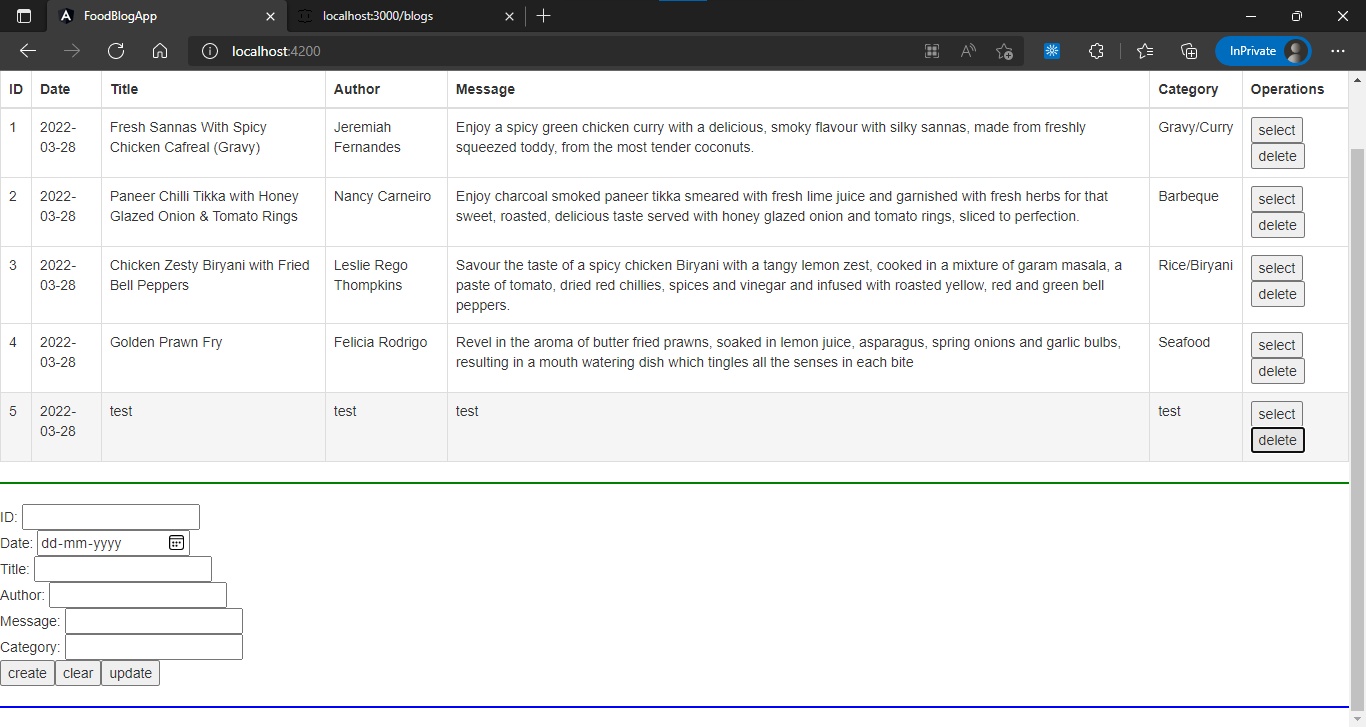 FoodBlogApp
localhost:3000/blogs
localhost:4200
InPrivate
ID Date Title Author Message Category Operations
1 2022- Fresh Sannas With Spicy Jeremiah Enjoy a spicy green chicken curry with a delicious, smoky flavour with silky sannas, made from freshly Gravy/Curry select
03-28 Chicken Cafreal (Gravy) Fernandes squeezed toddy, from the most tender coconuts. delete
2 2022- Paneer Chilli Tikka with Honey Nancy Carneiro Enjoy charcoal smoked paneer tikka smeared with fresh lime juice and garnished with fresh herbs for that Barbeque select
03-28 Glazed Onion & Tomato Rings sweet, roasted, delicious taste served with honey glazed onion and tomato rings, sliced to perfection. delete
3 2022- Chicken Zesty Biryani with Fried Leslie Rego Savour the taste of a spicy chicken Biryani with a tangy lemon zest, cooked in a mixture of garam masala, a Rice/Biryani select
03-28 Bell Peppers Thompkins paste of tomato, dried red chillies, spices and vinegar and infused with roasted yellow, red and green bell delete
peppers.
4 2022- Golden Prawn Fry Felicia Rodrigo Revel in the aroma of butter fried prawns, soaked in lemon juice, asparagus, spring onions and garlic bulbs, Seafood select
03-28 resulting in a mouth watering dish which tingles all the senses in each bite delete
5 2022- test test test test select
03-28 delete
ID:
Date: dd-mm-yyyy
Title:
Author:
Message:
Category:
create clear update